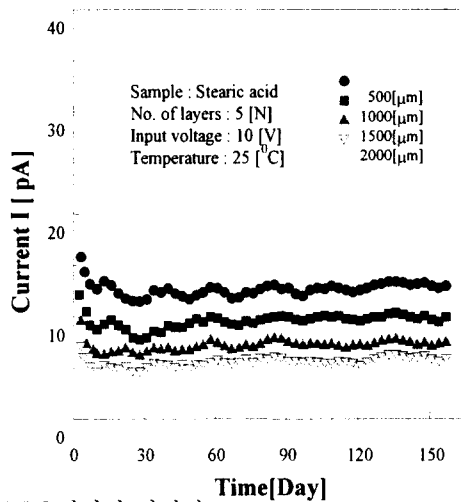 40
30
20
10
0
Current I [ pA]
Sample : Stearic acid
No. of layers : 5 [N]
Input voltage : 10 [V]
Temperature : 25 [⁰C]
500[μm]
1000[μm]
1500[μm]
2000[μm]
0 30 60 90 120 150
Time[Day]